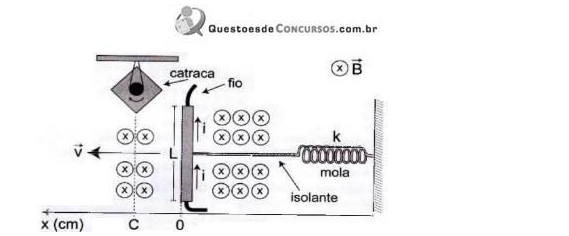 QuestoesdeCONCURSOS.com.br
catraca
fio
B
i
k
v
L
i
mola
isolante
x (cm) C 0